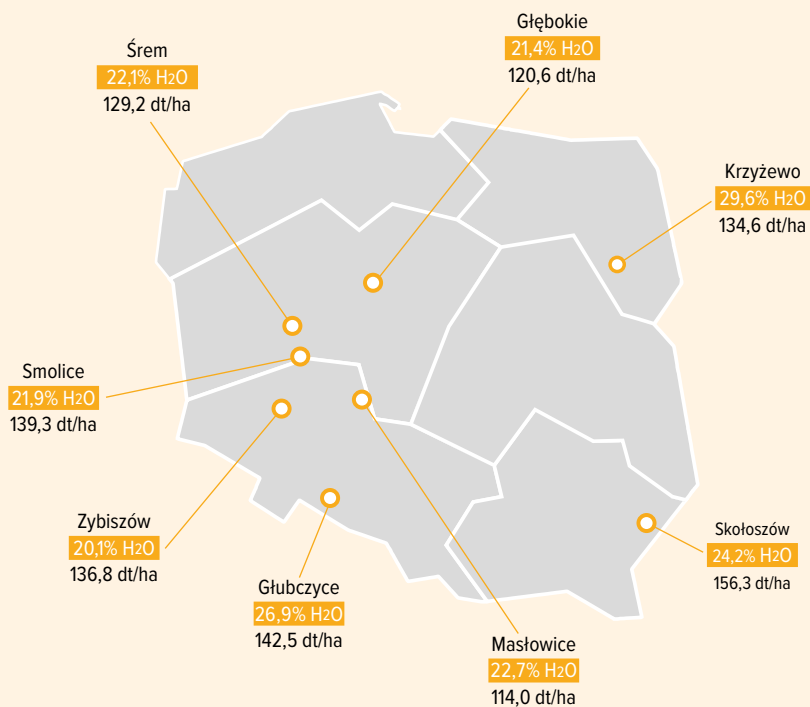 Śrem
22,1% H2O
129,2 dt/ha
Głębokie
21,4% H2O
120,6 dt/ha
Krzyżewo
29,6% H2O
134,6 dt/ha
Smolice
21,9% H2O
139,3 dt/ha
Zybiszów
20,1% H2O
136,8 dt/ha
Głubczyce
26,9% H2O
142,5 dt/ha
Masłowice
22,7% H2O
114,0 dt/ha
Skołoszów
24,2% H2O
156,3 dt/ha